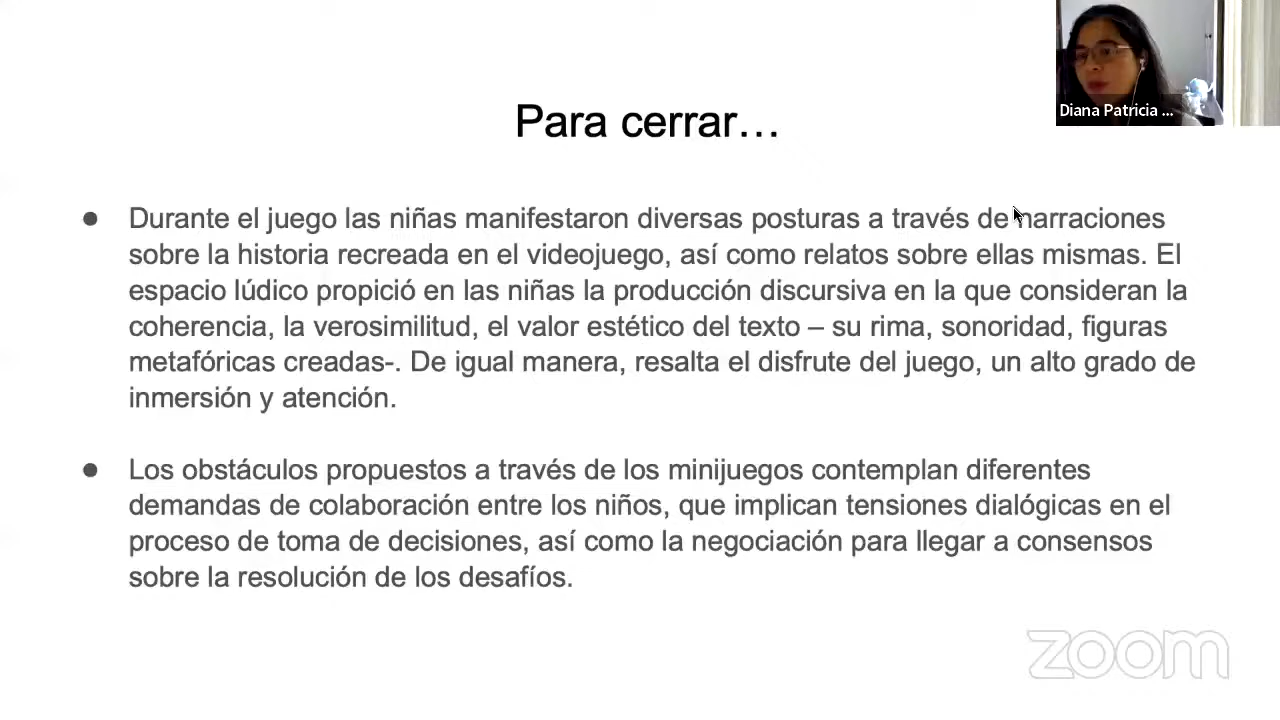 Diana Patricia ...
Para cerrar…
● Durante el juego las niñas manifestaron diversas posturas a través de narraciones
sobre la historia recreada en el videojuego, así como relatos sobre ellas mismas. El
espacio lúdico propició en las niñas la producción discursiva en la que consideran la
coherencia, la verosimilitud, el valor estético del texto – su rima, sonoridad, figuras
metafóricas creadas-. De igual manera, resalta el disfrute del juego, un alto grado de
inmersión y atención.
● Los obstáculos propuestos a través de los minijuegos contemplan diferentes
demandas de colaboración entre los niños, que implican tensiones dialógicas en el
proceso de toma de decisiones, así como la negociación para llegar a consensos
sobre la resolución de los desafíos.
zoom